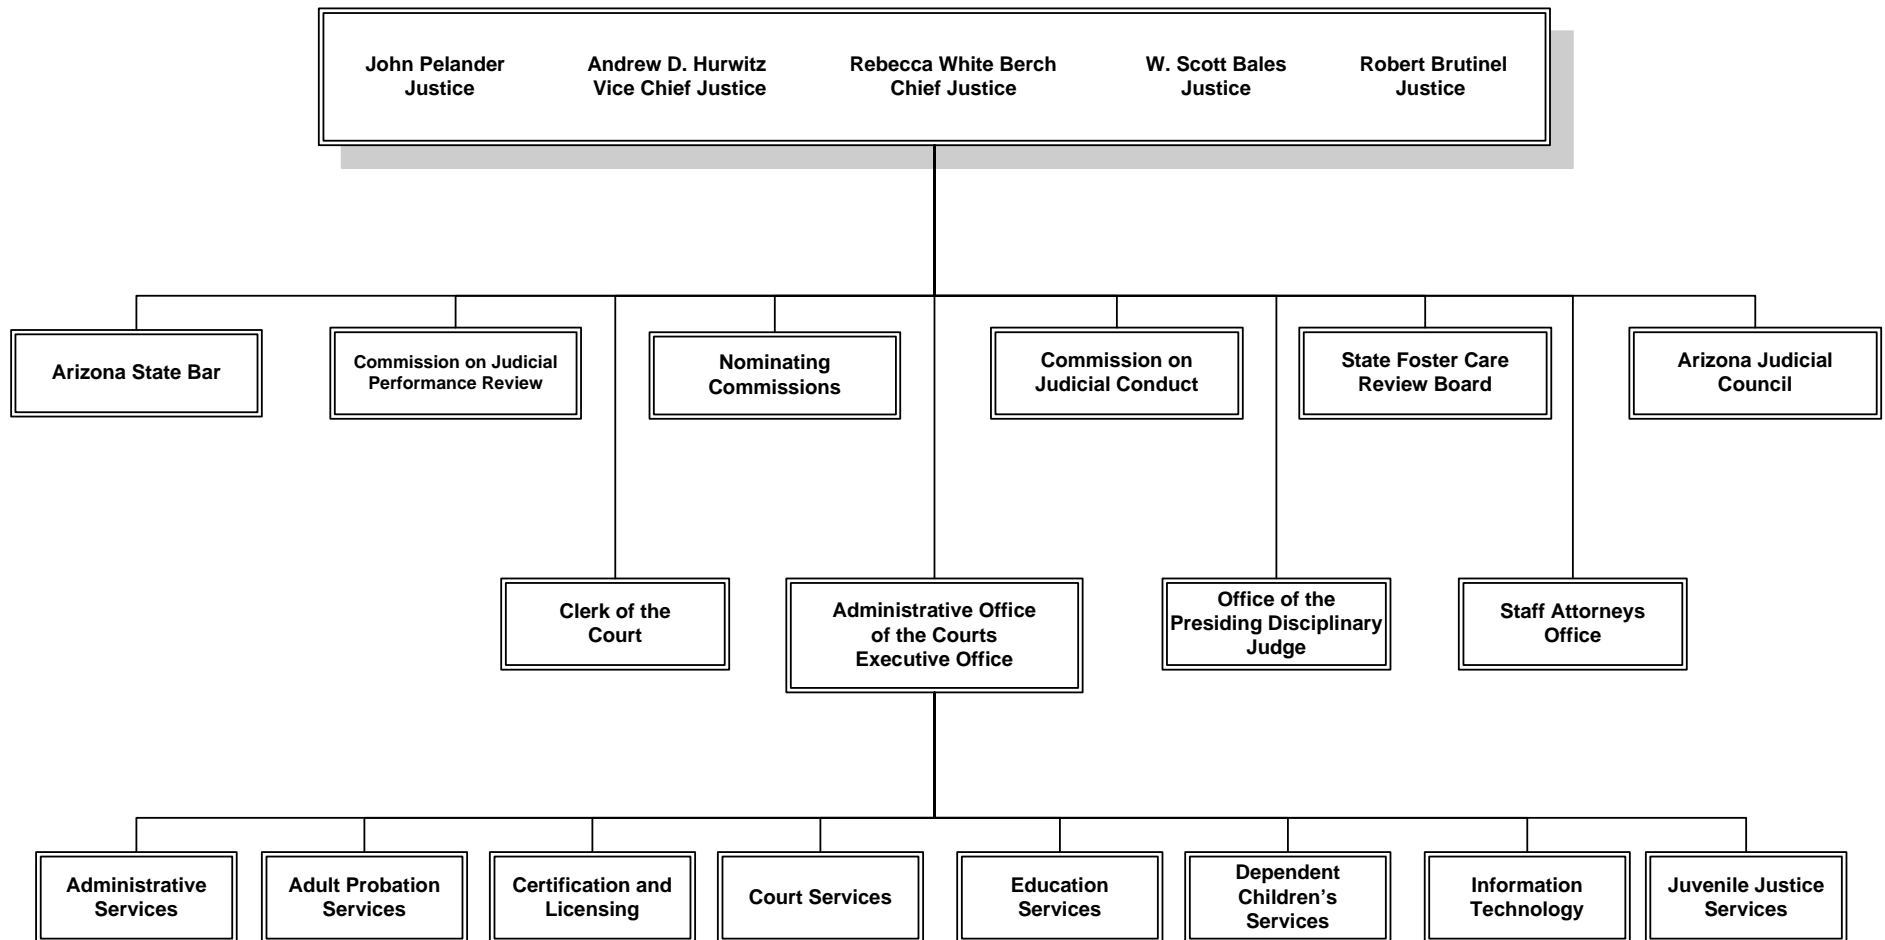 John Pelander
Justice
Andrew D. Hurwitz
Vice Chief Justice
Rebecca White Berch
Chief Justice
W. Scott Bales
Justice
Robert Brutinel
Justice
Arizona State Bar
Commission on Judicial
Performance Review
Nominating
Commissions
Commission on
Judicial Conduct
State Foster Care
Review Board
Arizona Judicial
Council
Clerk of the
Court
Administrative Office
of the Courts
Executive Office
Office of the
Presiding Disciplinary
Judge
Staff Attorneys
Office
Administrative
Services
Adult Probation
Services
Certification and
Licensing
Court Services
Education
Services
Dependent
Children’s
Services
Information
Technology
Juvenile Justice
Services